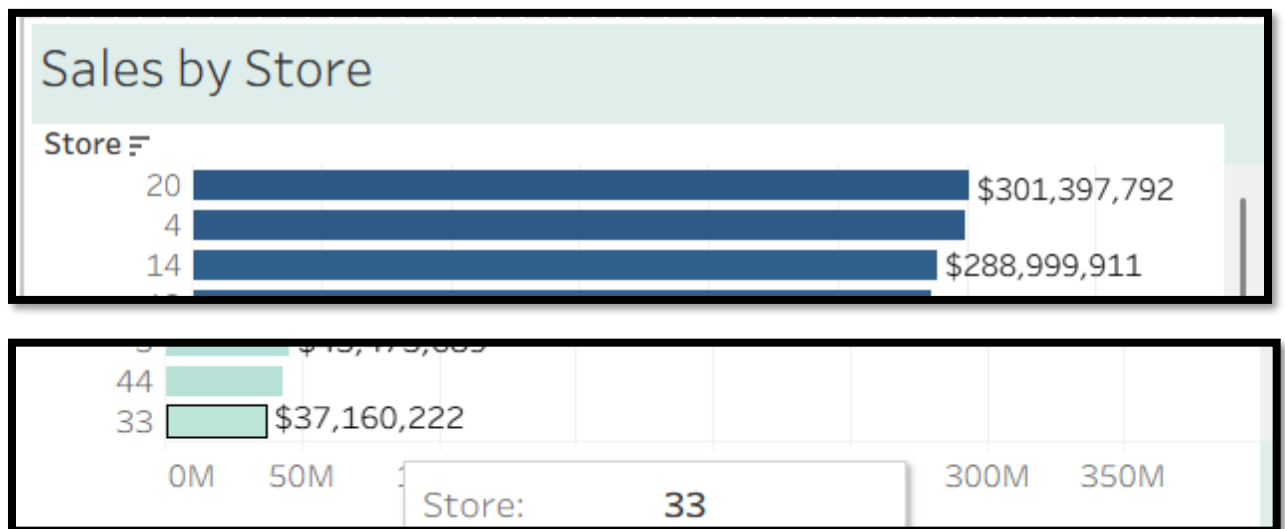 Sales by Store
Store
20 $301,397,792
4
14 $288,999,911
44
33 $37,160,222
0M 50M 300M 350M
Store: 33